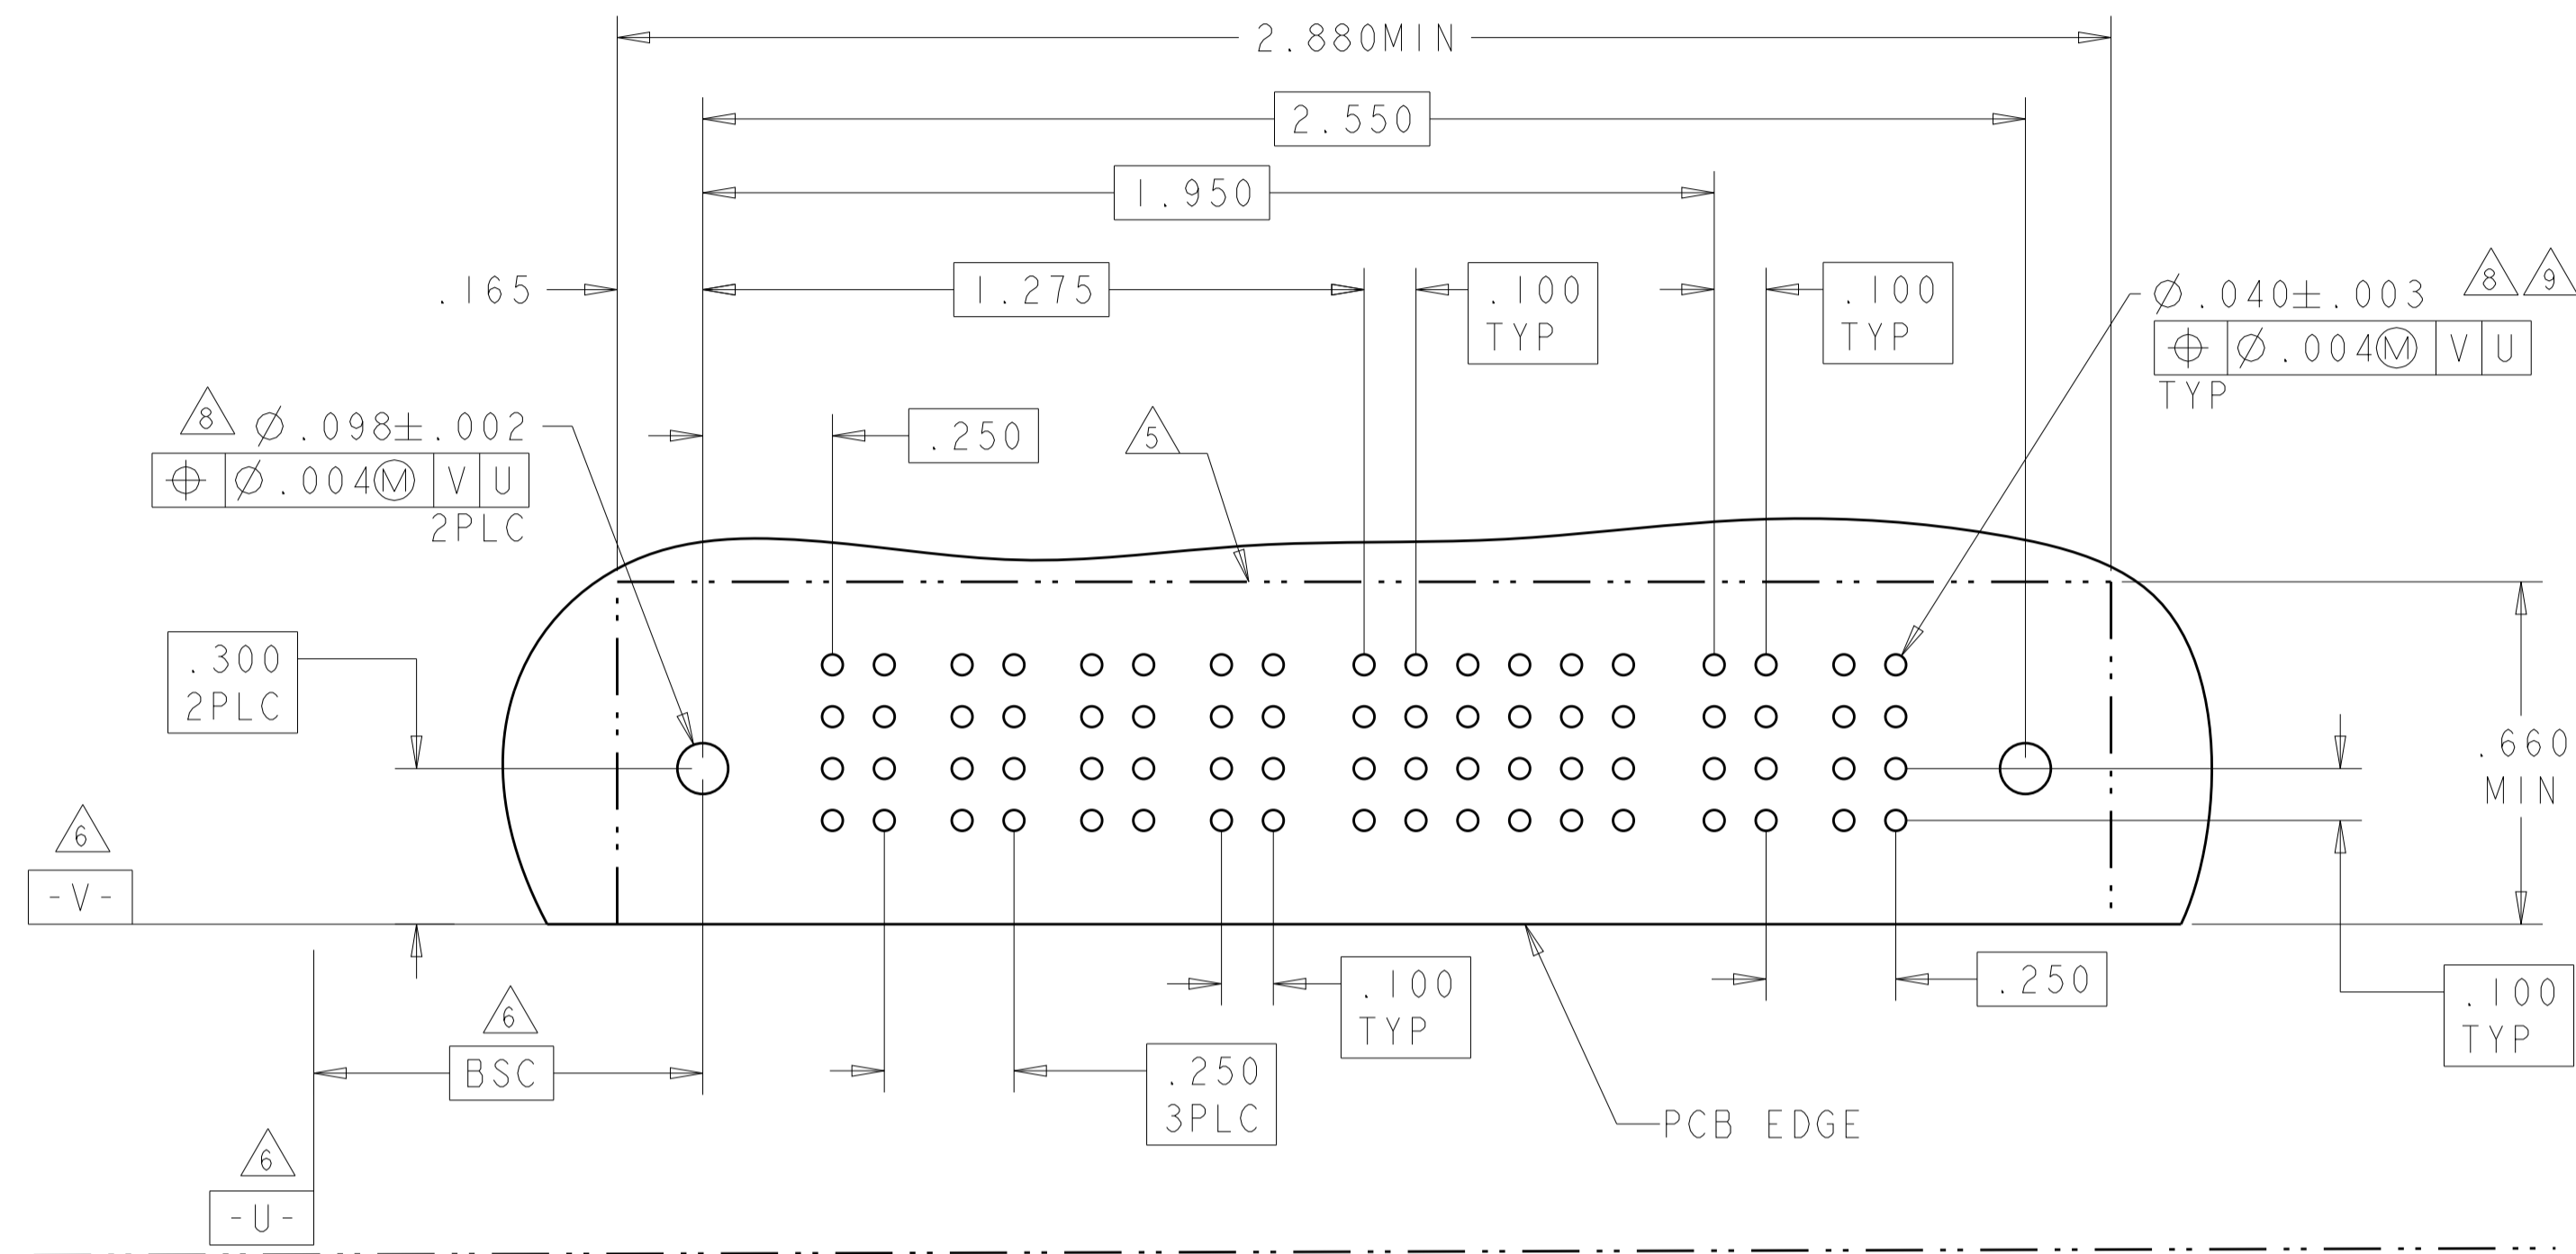 2.880MIN
2.550
1.950
.165
1.275
.100
TYP
.100
TYP
8
9
Ø.040±.003
⌖ Ø.004Ⓜ V U
TYP
8
Ø.098±.002
⌖ Ø.004Ⓜ V U
2PLC
.250
5
.300
2PLC
.660
MIN
6
-V-
.100
TYP
.250
.100
TYP
6
BSC
.250
3PLC
PCB EDGE
6
-U-